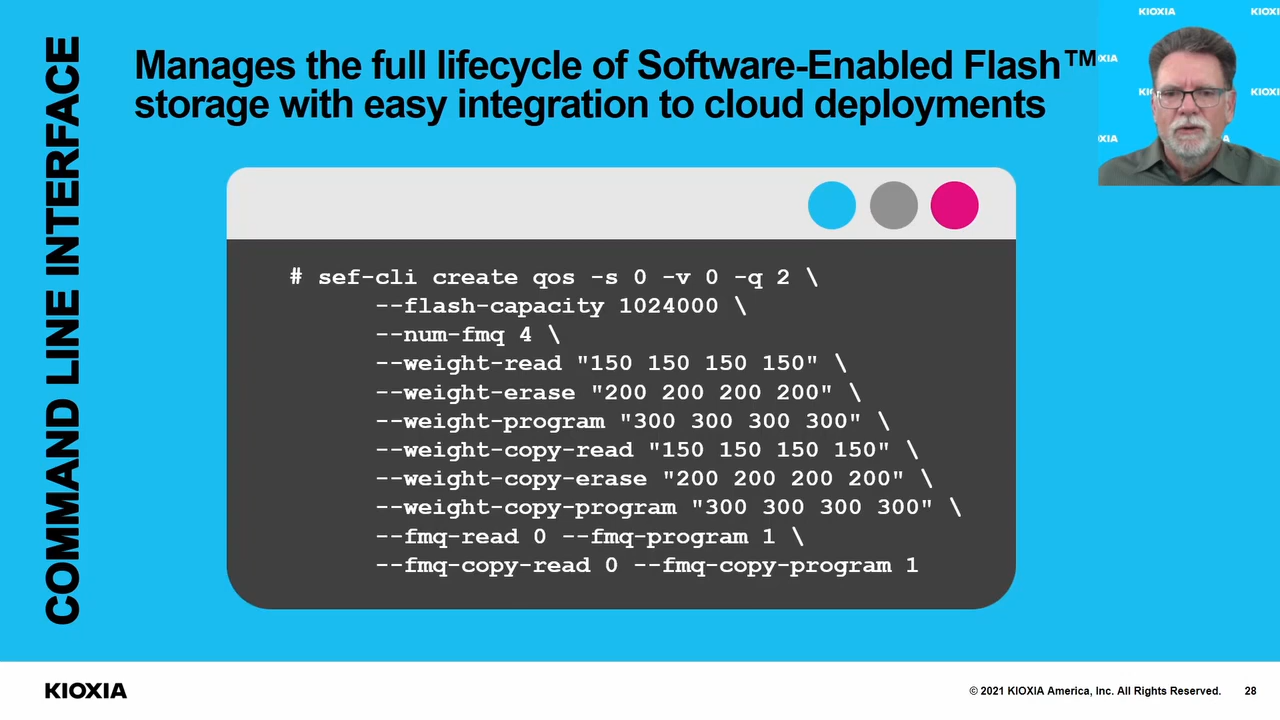 COMMAND LINE INTERFACE
Manages the full lifecycle of Software-Enabled Flash™
storage with easy integration to cloud deployments
# sef-cli create qos -s 0 -v 0 -q 2 \
--flash-capacity 1024000 \
--num-fmq 4 \
--weight-read "150 150 150 150" \
--weight-erase "200 200 200 200" \
--weight-program "300 300 300 300" \
--weight-copy-read "150 150 150 150" \
--weight-copy-erase "200 200 200 200" \
--weight-copy-program "300 300 300 300" \
--fmq-read 0 --fmq-program 1 \
--fmq-copy-read 0 --fmq-copy-program 1
KIOXIA
© 2021 KIOXIA America, Inc. All Rights Reserved. 28
KIOXIA